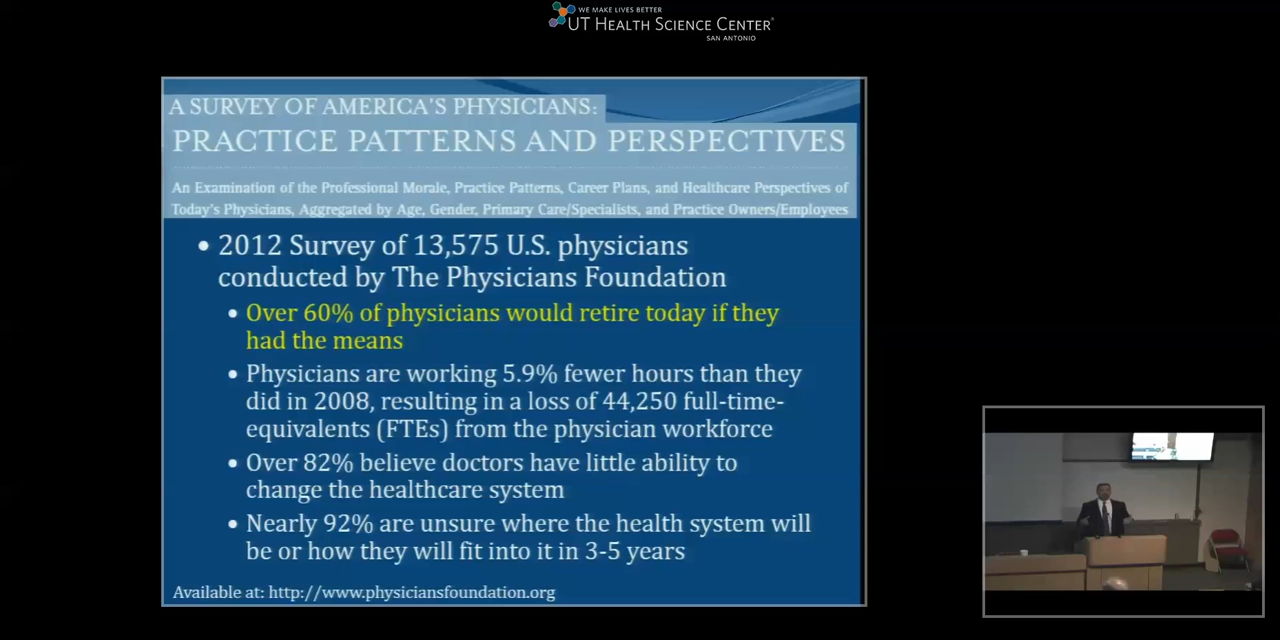 WE MAKE LIVES BETTER
UT HEALTH SCIENCE CENTER®
SAN ANTONIO
A SURVEY OF AMERICA'S PHYSICIANS:
PRACTICE PATTERNS AND PERSPECTIVES
An Examination of the Professional Morale, Practice Patterns, Career Plans, and Healthcare Perspectives of
Today's Physicians, Aggregated by Age, Gender, Primary Care/Specialists, and Practice Owners/Employees
• 2012 Survey of 13,575 U.S. physicians
conducted by The Physicians Foundation
• Over 60% of physicians would retire today if they
had the means
• Physicians are working 5.9% fewer hours than they
did in 2008, resulting in a loss of 44,250 full-time-
equivalents (FTEs) from the physician workforce
• Over 82% believe doctors have little ability to
change the healthcare system
• Nearly 92% are unsure where the health system will
be or how they will fit into it in 3-5 years
Available at: http://www.physiciansfoundation.org